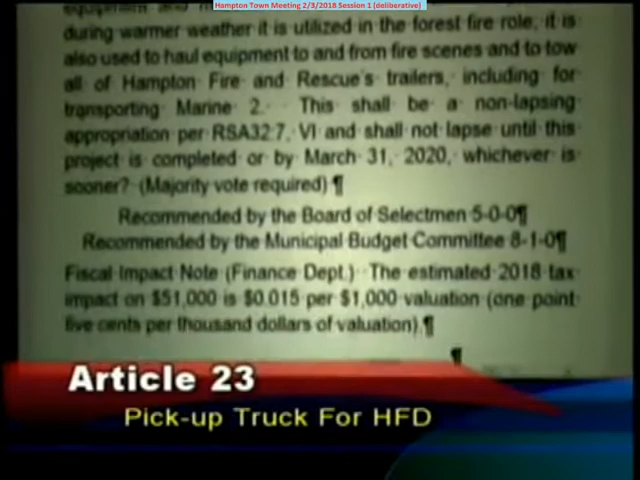 Hampton Town Meeting 2/3/2018 Session 1 (deliberative)
equipment and
during warmer weather it is utilized in the forest fire role, it is
also used to haul equipment to and from fire scenes and to tow
all of Hampton Fire and Rescue's trailers, including for
transporting Marine 2. This shall be a non-lapsing
appropriation per RSA32:7, VI and shall not lapse until this
project is completed or by March 31, 2020, whichever is
sooner? (Majority vote required) ¶
Recommended by the Board of Selectmen 5-0-0¶
Recommended by the Municipal Budget Committee 8-1-0¶
Fiscal Impact Note (Finance Dept.) The estimated 2018 tax
impact on $51,000 is $0.015 per $1,000 valuation (one point
five cents per thousand dollars of valuation).¶
¶
Article 23
Pick-up Truck For HFD